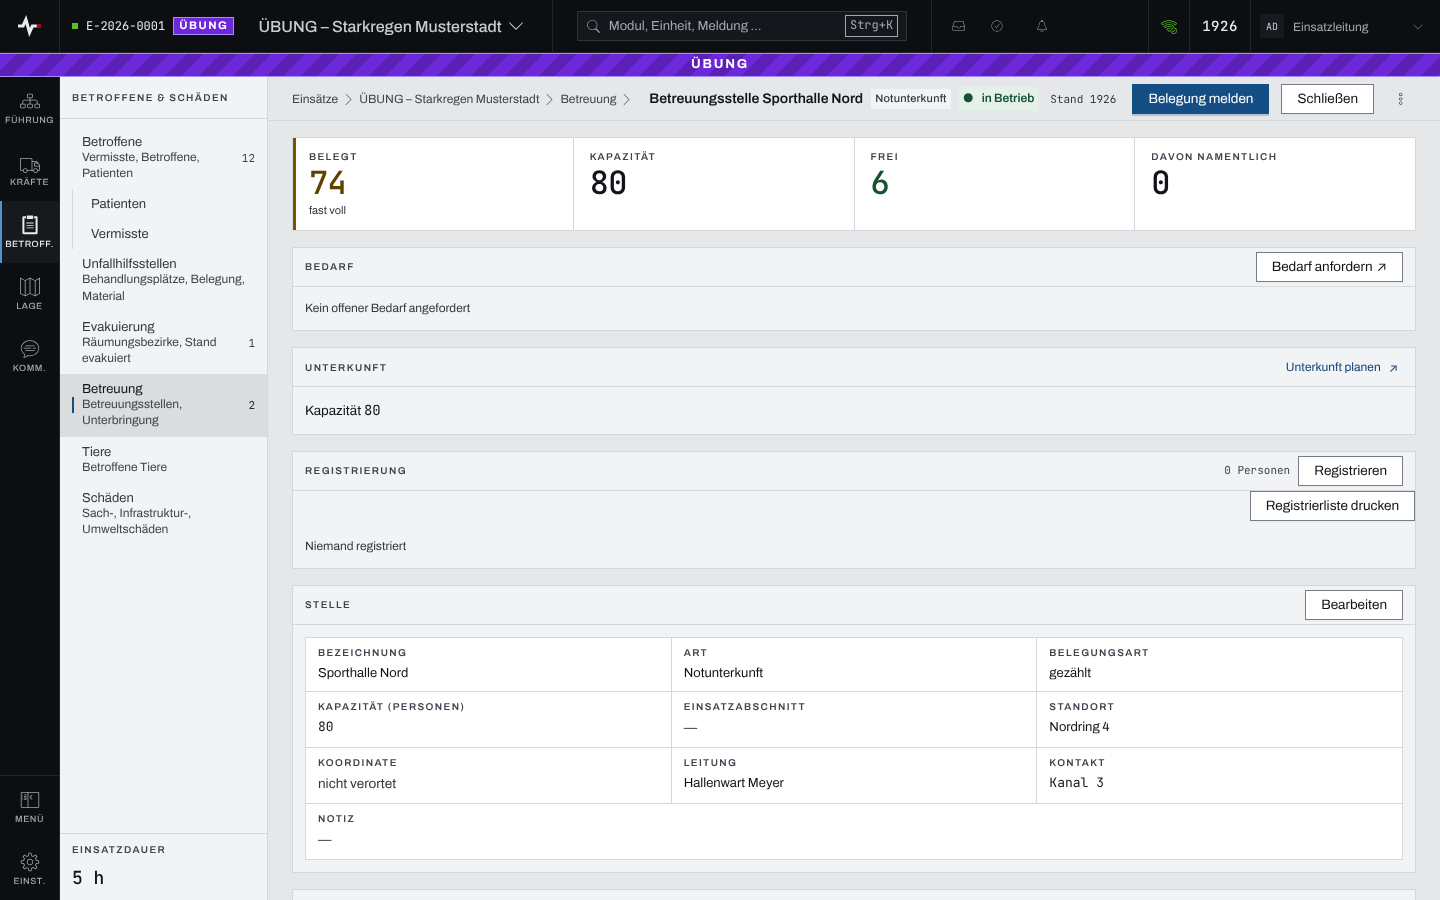 E-2026-0001 ÜBUNG ÜBUNG – Starkregen Musterstadt Modul, Einheit, Meldung ... Strg+K 1926 AD Einsatzleitung
ÜBUNG
FÜHRUNG
KRÄFTE
BETROFF.
LAGE
KOMM.
MENÜ
EINST.
BETROFFENE & SCHÄDEN
Betroffene
Vermisste, Betroffene, 12
Patienten
Patienten
Vermisste
Unfallhilfsstellen
Behandlungsplätze, Belegung,
Material
Evakuierung
Räumungsbezirke, Stand 1
evakuiert
Betreuung
Betreuungsstellen, 2
Unterbringung
Tiere
Betroffene Tiere
Schäden
Sach-, Infrastruktur-,
Umweltschäden
EINSATZDAUER
5 h
Einsätze ÜBUNG – Starkregen Musterstadt Betreuung Betreuungsstelle Sporthalle Nord Notunterkunft in Betrieb Stand 1926 Belegung melden Schließen
BELEGT KAPAZITÄT FREI DAVON NAMENTLICH
74 80 6 0
fast voll
BEDARF Bedarf anfordern
Kein offener Bedarf angefordert
UNTERKUNFT Unterkunft planen
Kapazität 80
REGISTRIERUNG 0 Personen Registrieren
Registrierliste drucken
Niemand registriert
STELLE Bearbeiten
BEZEICHNUNG ART BELEGUNGSART
Sporthalle Nord Notunterkunft gezählt
KAPAZITÄT (PERSONEN) EINSATZABSCHNITT STANDORT
80 — Nordring 4
KOORDINATE LEITUNG KONTAKT
nicht verortet Hallenwart Meyer Kanal 3
NOTIZ
—